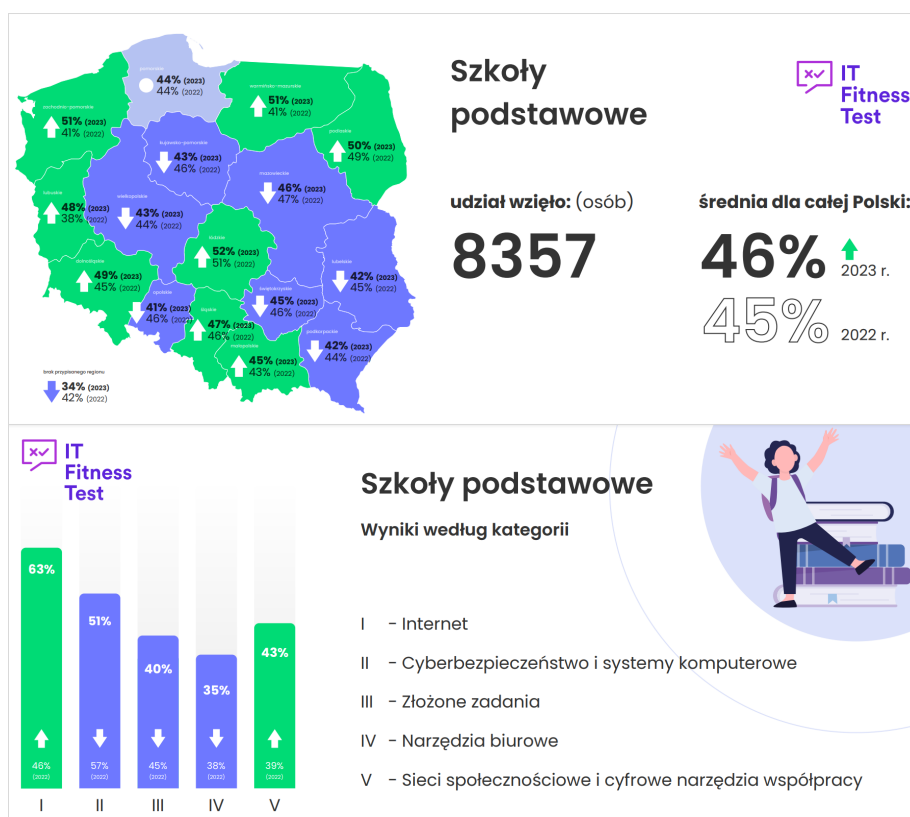 pomorskie
44% (2023)
44% (2022)
warmińsko-mazurskie
51% (2023)
41% (2022)
zachodnio-pomorskie
51% (2023)
41% (2022)
podlaskie
50% (2023)
49% (2022)
kujawsko-pomorskie
43% (2023)
46% (2022)
mazowieckie
46% (2023)
47% (2022)
lubuskie
48% (2023)
38% (2022)
wielkopolskie
43% (2023)
44% (2022)
łódzkie
52% (2023)
51% (2022)
dolnośląskie
49% (2023)
45% (2022)
lubelskie
42% (2023)
45% (2022)
opolskie
41% (2023)
46% (2022)
śląskie
47% (2023)
46% (2022)
świętokrzyskie
45% (2023)
46% (2022)
małopolskie
45% (2023)
43% (2022)
podkarpackie
42% (2023)
44% (2022)
brak przypisanego regionu
34% (2023)
42% (2022)
Szkoły
podstawowe
IT
Fitness
Test
udział wzięło: (osób)
8357
średnia dla całej Polski:
46%
2023 r.
45%
2022 r.
IT
Fitness
Test
63%
46%
(2022)
I
51%
57%
(2022)
II
40%
45%
(2022)
III
35%
38%
(2022)
IV
43%
39%
(2022)
V
Szkoły podstawowe
Wyniki według kategorii
I - Internet
II - Cyberbezpieczeństwo i systemy komputerowe
III - Złożone zadania
IV - Narzędzia biurowe
V - Sieci społecznościowe i cyfrowe narzędzia współpracy